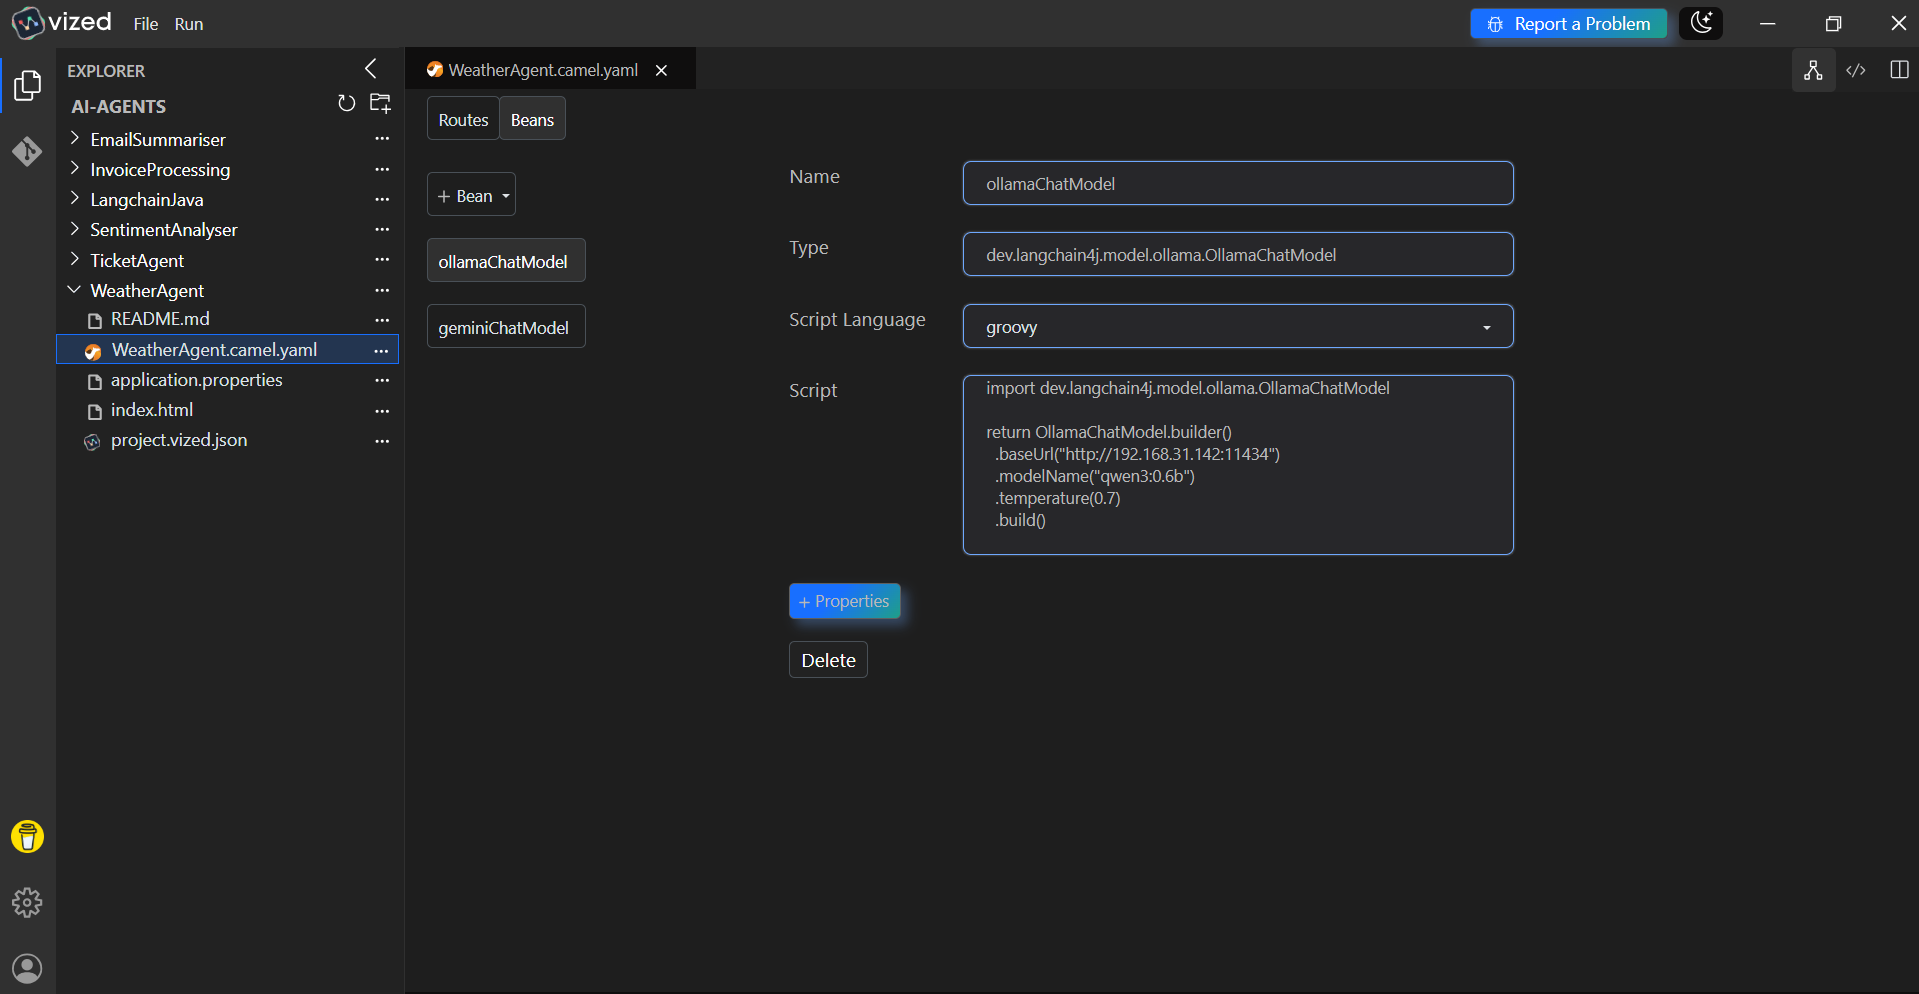 vized File Run Report a Problem
EXPLORER
AI-AGENTS
EmailSummariser
InvoiceProcessing
LangchainJava
SentimentAnalyser
TicketAgent
WeatherAgent
README.md
WeatherAgent.camel.yaml
application.properties
index.html
project.vized.json
WeatherAgent.camel.yaml
Routes Beans
+ Bean
ollamaChatModel
geminiChatModel
Name
ollamaChatModel
Type
dev.langchain4j.model.ollama.OllamaChatModel
Script Language
groovy
Script
import dev.langchain4j.model.ollama.OllamaChatModel
return OllamaChatModel.builder()
.baseUrl("http://192.168.31.142:11434")
.modelName("qwen3:0.6b")
.temperature(0.7)
.build()
+ Properties
Delete